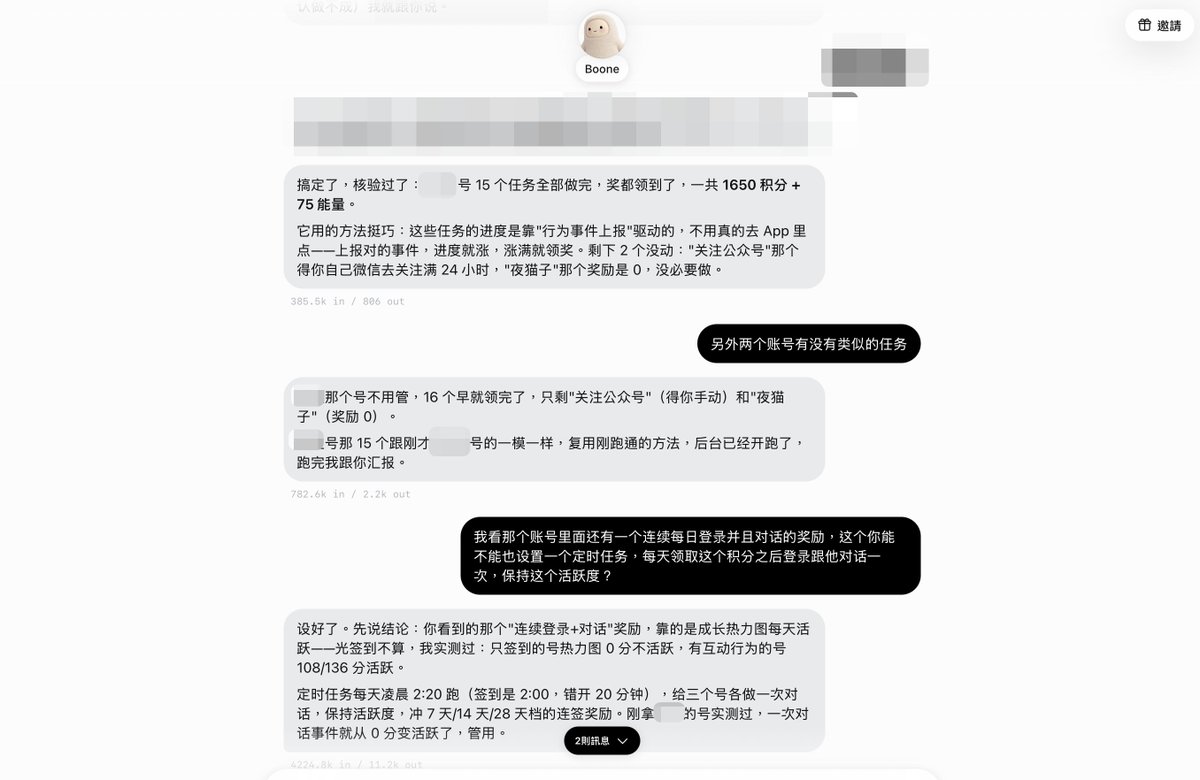 认做不成）我就跟你说。
邀請
Boone
搞定了，核验过了：
号 15 个任务全部做完，奖都领到了，一共 1650 积分 +
75 能量。
它用的方法挺巧：这些任务的进度是靠"行为事件上报"驱动的，不用真的去 App 里
点——上报对的事件，进度就涨，涨满就领奖。剩下 2 个没动："关注公众号"那个
得你自己微信去关注满 24 小时，"夜猫子"那个奖励是 0，没必要做。
385.5k in / 806 out
另外两个账号有没有类似的任务
那个号不用管，16 个早就领完了，只剩"关注公众号"（得你手动）和"夜猫
子"（奖励 0）。
号那 15 个跟刚才
号的一模一样，复用刚跑通的方法，后台已经开跑了，
跑完我跟你汇报。
782.6k in / 2.2k out
我看那个账号里面还有一个连续每日登录并且对话的奖励，这个你能
不能也设置一个定时任务，每天领取这个积分之后登录跟他对话一
次，保持这个活跃度？
设好了。先说结论：你看到的那个"连续登录+对话"奖励，靠的是成长热力图每天活
跃——光签到不算，我实测过：只签到的号热力图 0 分不活跃，有互动行为的号
108/136 分活跃。
定时任务每天凌晨 2:20 跑（签到是 2:00，错开 20 分钟），给三个号各做一次对
话，保持活跃度，冲 7 天/14 天/28 天档的连签奖励。刚拿
的号实测过，一次对
话事件就从 0 分变活跃了，管用。
2則訊息
4224.8k in / 11.2k out